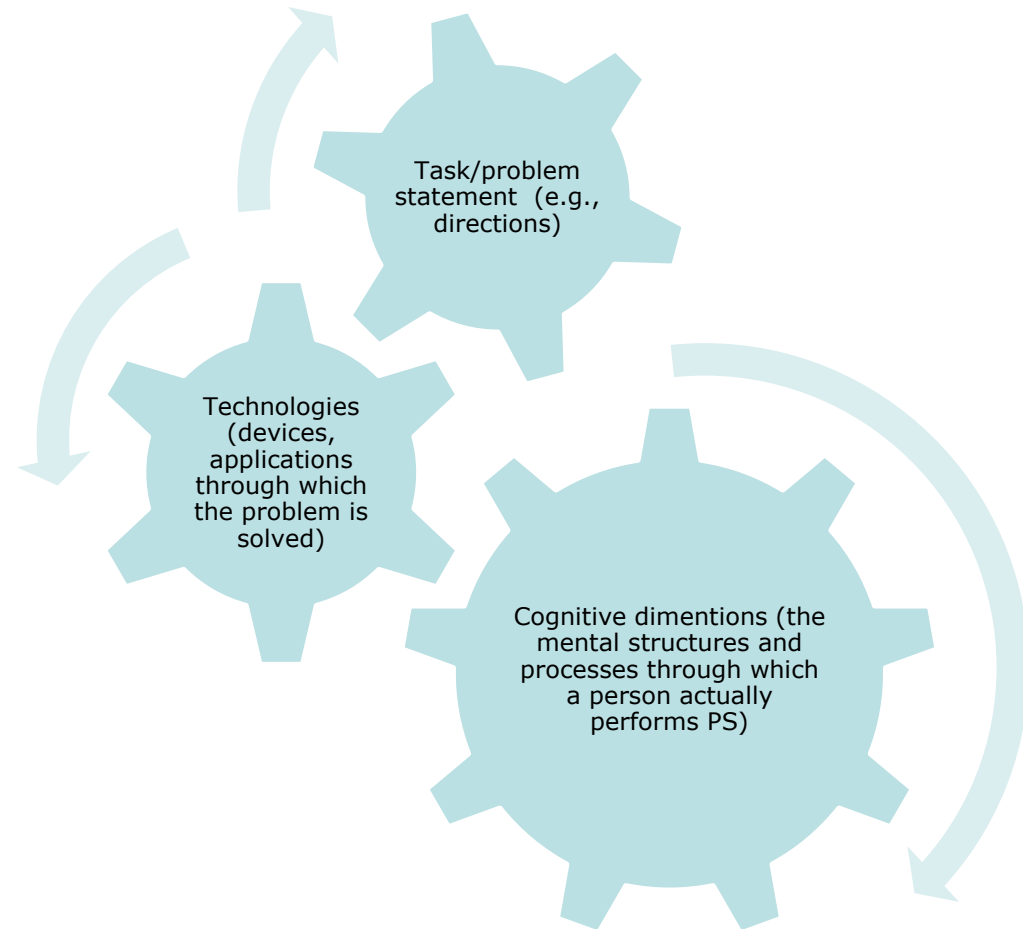 Task/problem
statement  (e.g.,
directions)
Technologies
(devices,
applications
through which
the problem is
solved)
Cognitive dimentions (the
mental structures and
processes through which
a person actually
performs PS)